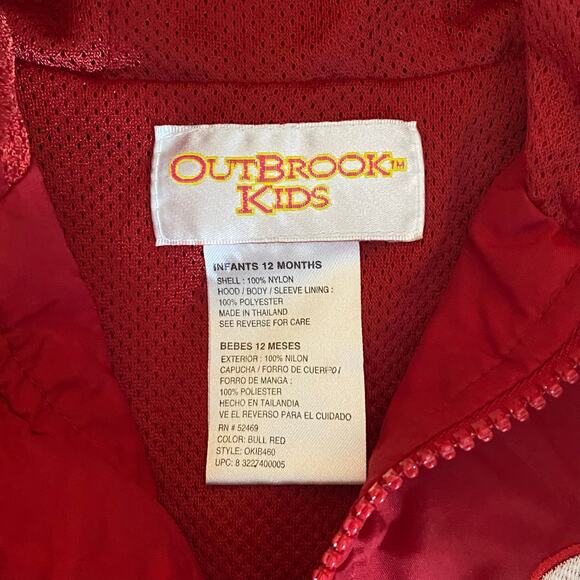 OUTBROOK™
KIDS
INFANTS 12 MONTHS
SHELL : 100% NYLON
HOOD / BODY / SLEEVE LINING :
100% POLYESTER
MADE IN THAILAND
SEE REVERSE FOR CARE
BEBES 12 MESES
EXTERIOR : 100% NILON
CAPUCHA / FORRO DE CUERPO /
FORRO DE MANGA :
100% POLIESTER
HECHO EN TAILANDIA
VE EL REVERSO PARA EL CUIDADO
RN # 52469
COLOR: BULL RED
STYLE: OKIB460
UPC: 8 3227400005